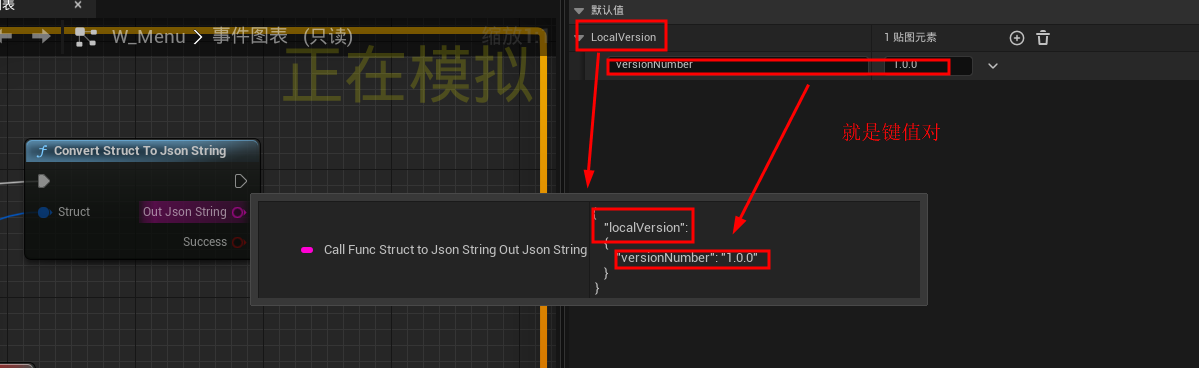 图表
W_Menu > 事件图表 (只读)
缩放1:1
正在模拟
默认值
LocalVersion
1 贴图元素
versionNumber
1.0.0
就是键值对
Convert Struct To Json String
Struct
Out Json String
Success
Call Func Struct to Json String Out Json String
{
"localVersion":
{
"versionNumber": "1.0.0"
}
}